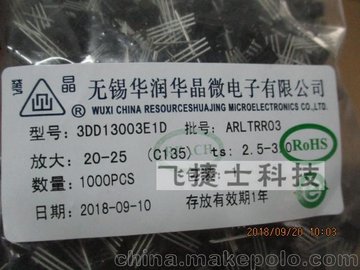 华晶
无锡华润华晶微电子有限公司
WUXI CHINA RESOURCESHUAJING MICROELECTRONICS CO.,LTD.
型号: 3DD13003E1D 批号: ARLTRR03
放大: 20-25 (C135) ts: 2.5-3.0
RoHS
数量: 1000PCS
飞捷士科技
日期: 2018-09-10 存放有效期1年
2018/09/20 10:03
china.makepolo.com